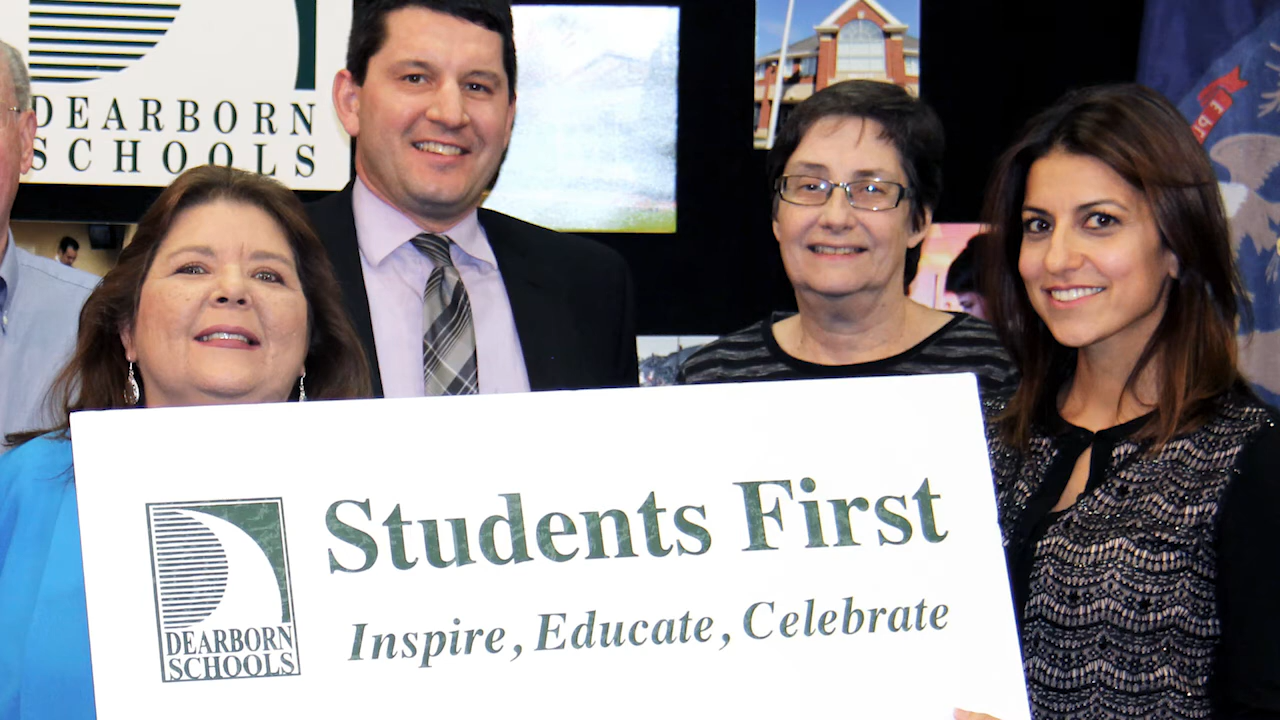 DEARBORN
SCHOOLS
Students First
Inspire, Educate, Celebrate
DEARBORN
SCHOOLS